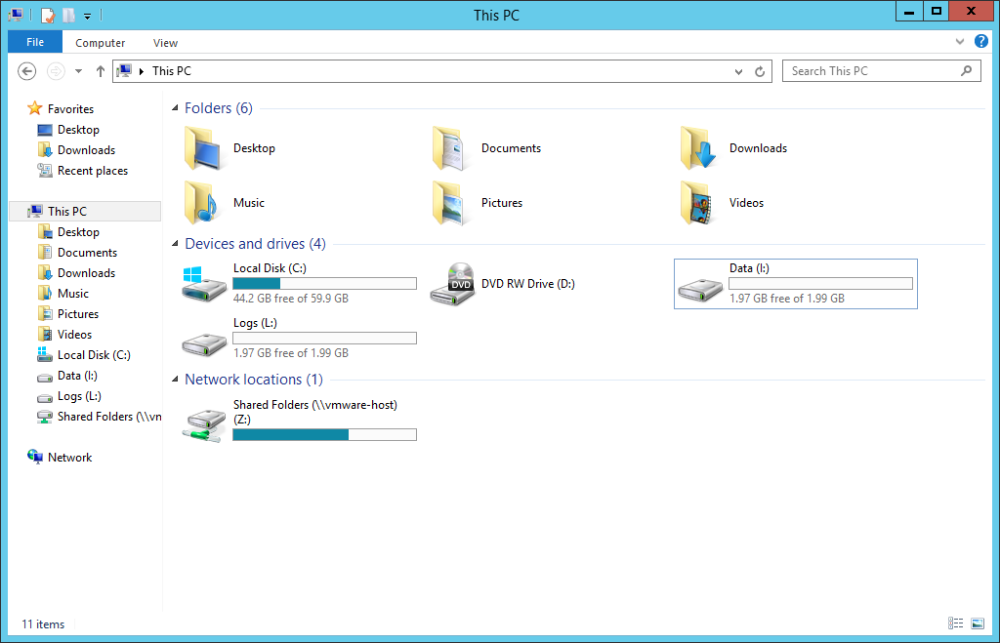 This PC
File Computer View
This PC
Search This PC
Favorites
Desktop
Downloads
Recent places
This PC
Desktop
Documents
Downloads
Music
Pictures
Videos
Local Disk (C:)
Data (I:)
Logs (L:)
Shared Folders (\\vn
Network
Folders (6)
Desktop
Documents
Downloads
Music
Pictures
Videos
Devices and drives (4)
Local Disk (C:)
44.2 GB free of 59.9 GB
DVD
DVD RW Drive (D:)
Data (I:)
1.97 GB free of 1.99 GB
Logs (L:)
1.97 GB free of 1.99 GB
Network locations (1)
Shared Folders (\\vmware-host)
(Z:)
11 items